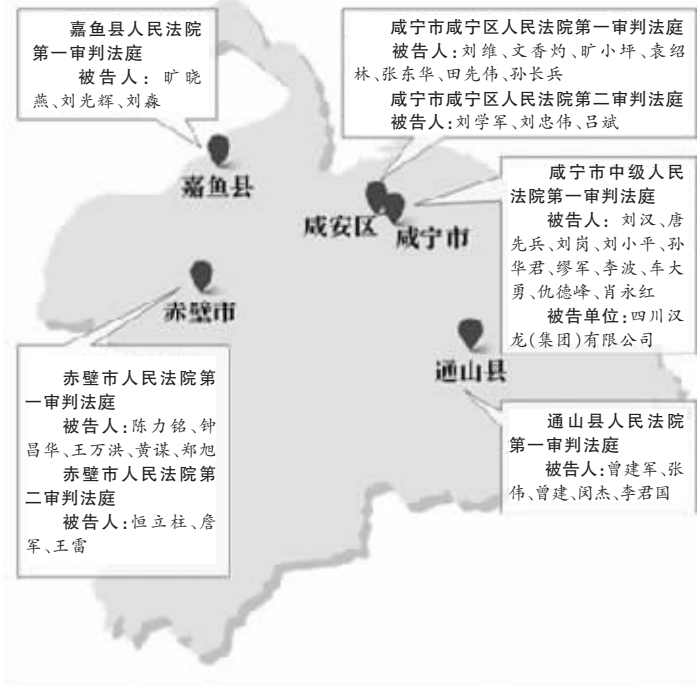 嘉鱼县人民法院
第一审判法庭
被告人：旷晓
燕、刘光辉、刘淼
咸宁市咸宁区人民法院第一审判法庭
被告人:刘维、文香灼、旷小坪、袁绍
林、张东华、田先伟、孙长兵
咸宁市咸宁区人民法院第二审判法庭
被告人:刘学军、刘忠伟、吕斌
嘉鱼县
咸安区
咸宁市
咸宁市中级人民
法院第一审判法庭
被告人：刘汉、唐
先兵、刘岗、刘小平、孙
华君、缪军、李波、车大
勇、仇德峰、肖永红
被告单位:四川汉
龙(集团)有限公司
赤壁市
通山县
赤壁市人民法院第
一审判法庭
被告人:陈力铭、钟
昌华、王万洪、黄谋、郑旭
赤壁市人民法院第
二审判法庭
被告人:恒立柱、詹
军、王雷
通山县人民法院
第一审判法庭
被告人:曾建军、张
伟、曾建、闵杰、李君国